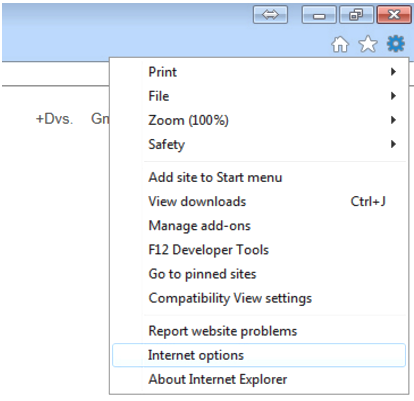 Print
File
+Dvs. Gm
Zoom (100%)
Safety
Add site to Start menu
View downloads Ctrl+J
Manage add-ons
F12 Developer Tools
Go to pinned sites
Compatibility View settings
Report website problems
Internet options
About Internet Explorer